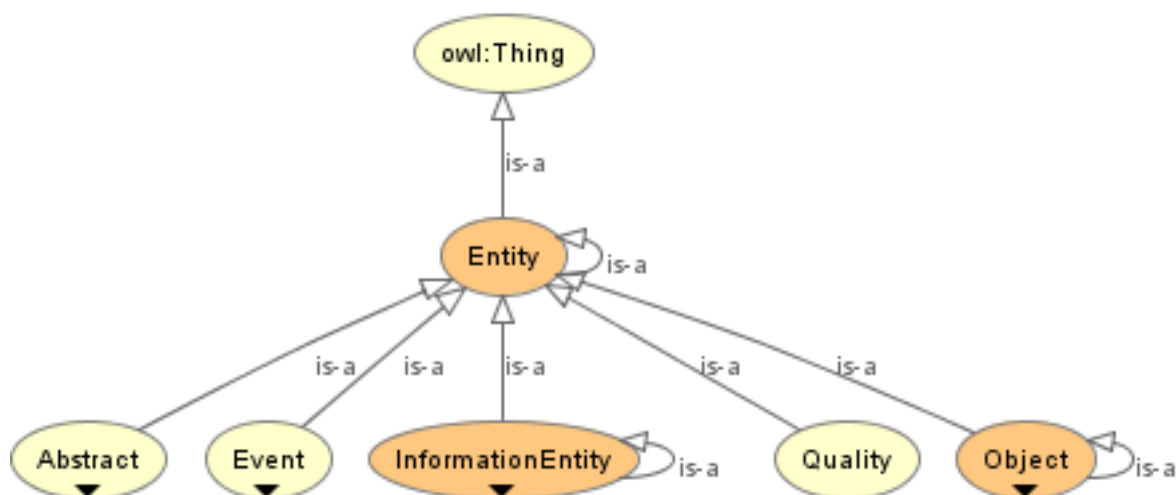 owl:Thing
is-a
Entity
is-a
is-a is-a is-a is-a is-a
Abstract Event InformationEntity Quality Object
is-a is-a